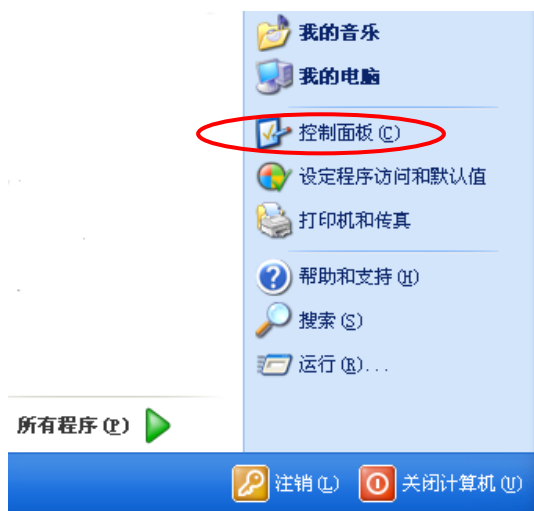 我的音乐
我的电脑
控制面板(C)
设定程序访问和默认值
打印机和传真
帮助和支持(H)
搜索(S)
运行(R)...
所有程序(P)
注销(L) 关闭计算机(U)